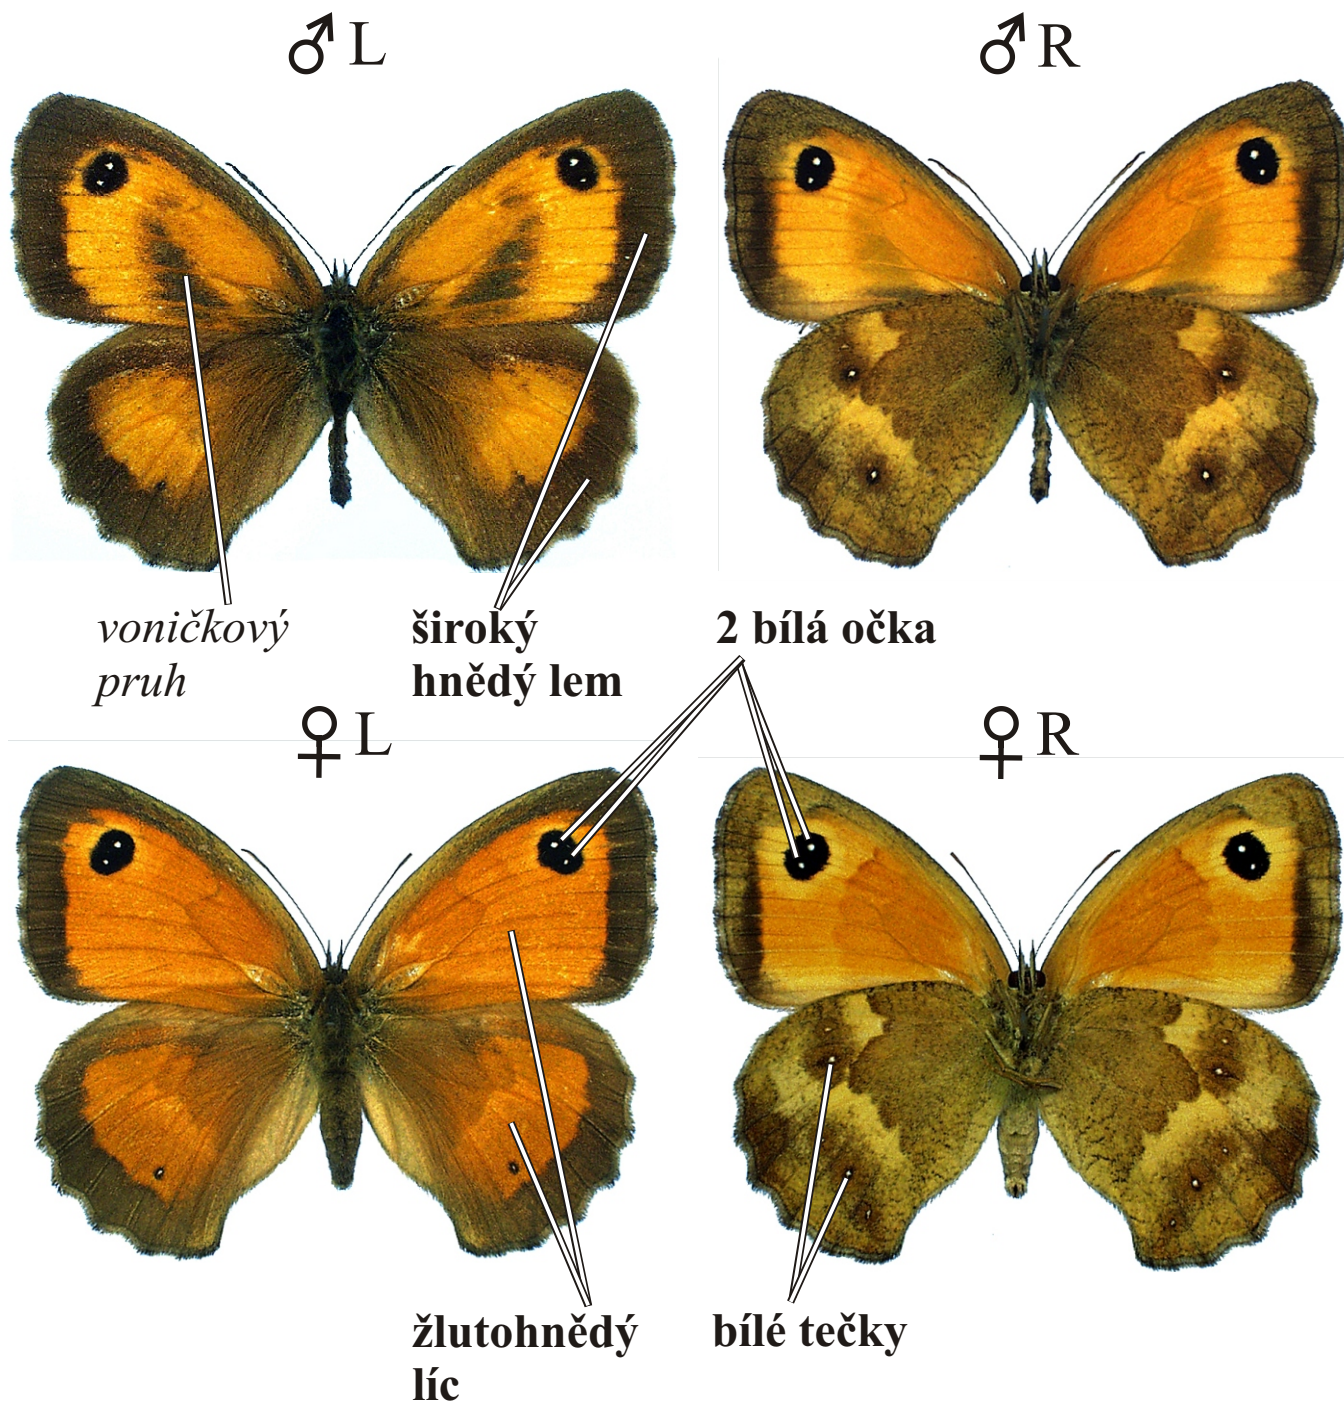 ♂ L
♂ R
voničkový
pruh
široký
hnědý lem
2 bílá očka
♀ L
♀ R
žlutohnědý
líc
bílé tečky